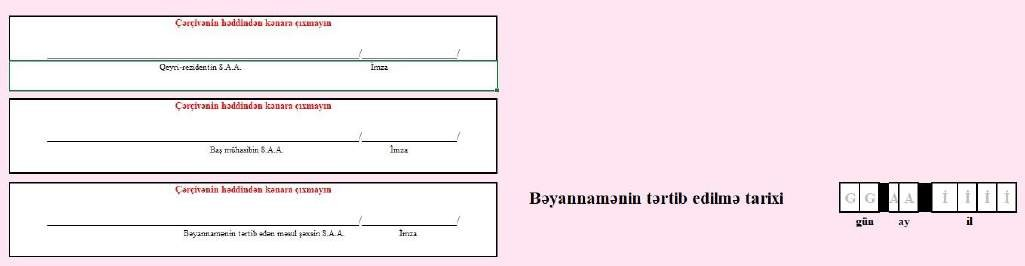 Çərçivənin həddindən kənara çıxmayın
/ /
Qeyri-rezidentin S.A.A. İmza
Çərçivənin həddindən kənara çıxmayın
/ /
Baş mühasibin S.A.A. İmza
Çərçivənin həddindən kənara çıxmayın
/ /
Bəyannamənin tərtib edən məsul şəxsin S.A.A. İmza
Bəyannamənin tərtib edilmə tarixi
G G A A İ İ İ İ
gün ay il